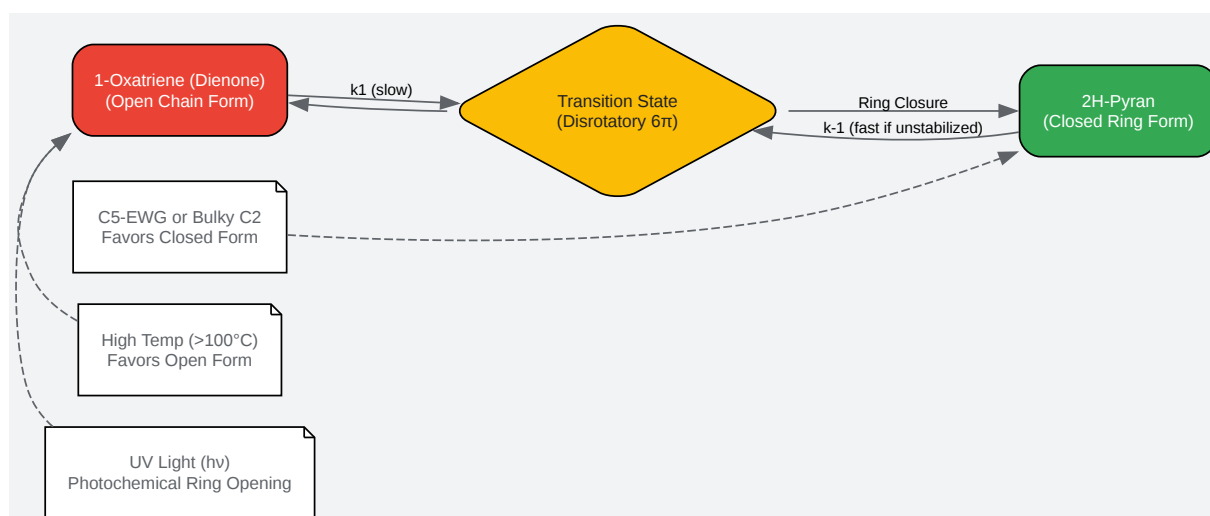 1-Oxatriene (Dienone)
(Open Chain Form)
k1 (slow)
Transition State
(Disrotatory 6π)
Ring Closure
k-1 (fast if unstabilized)
2H-Pyran
(Closed Ring Form)
C5-EWG or Bulky C2
Favors Closed Form
High Temp (>100°C)
Favors Open Form
UV Light (hν)
Photochemical Ring Opening